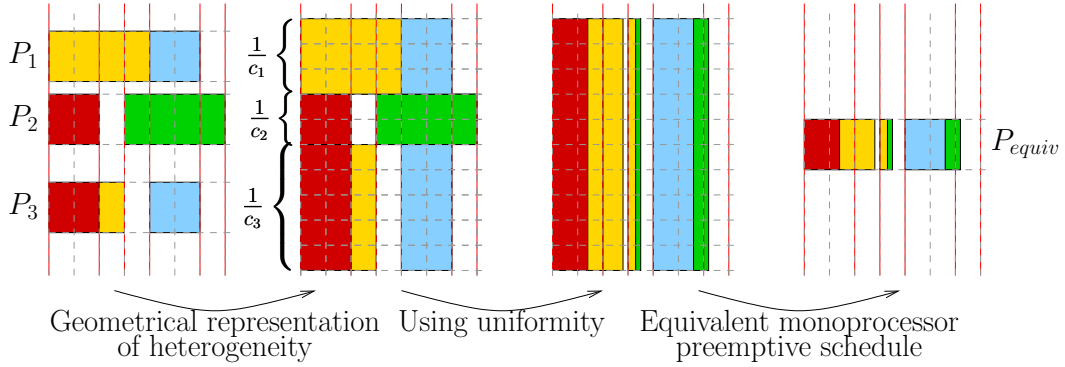 P₁
P₂
P₃
1/c₁
1/c₂
1/c₃
P_equiv
Geometrical representation
of heterogeneity
Using uniformity
Equivalent monoprocessor
preemptive schedule